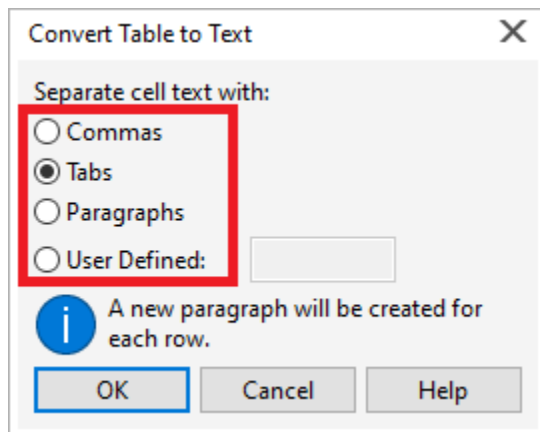 Convert Table to Text
Separate cell text with:
Commas
Tabs
Paragraphs
User Defined:
A new paragraph will be created for
each row.
OK Cancel Help